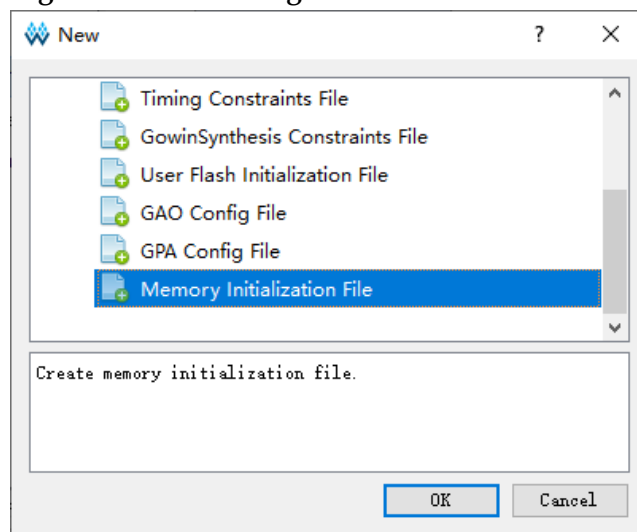 New
?
Timing Constraints File
GowinSynthesis Constraints File
User Flash Initialization File
GAO Config File
GPA Config File
Memory Initialization File
Create memory initialization file.
OK
Cancel